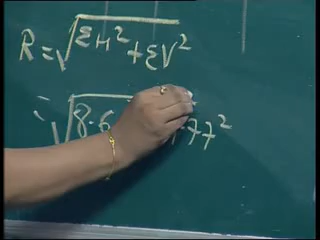 R = √ΣH² + ΣV²
= √8.6 .77²